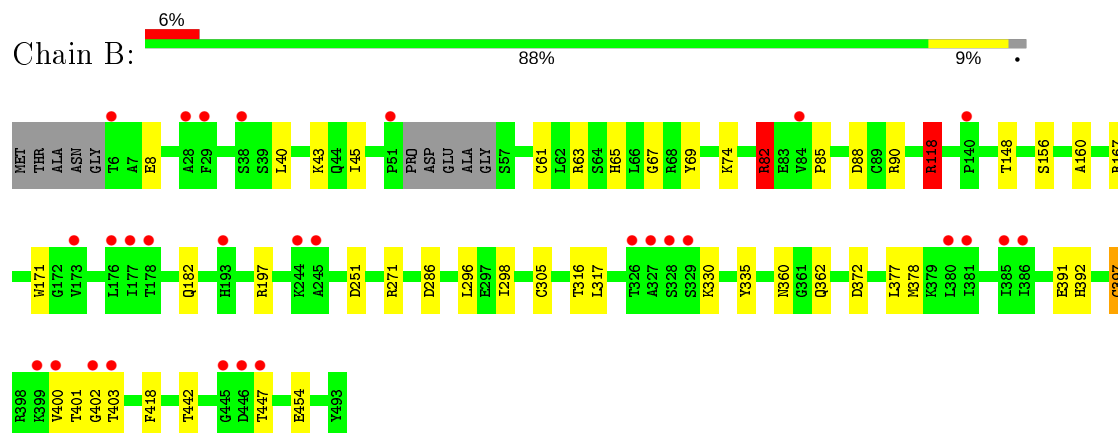 6%
Chain B:
88% 9% •
MET THR ALA ASN GLY T6 A7 E8 A28 F29 S38 S39 L40 K43 Q44 I45 P51 PRO ASP GLU ALA GLY S57 C61 L62 R63 S64 H65 L66 G67 R68 Y69 K74 R82 E83 V84 P85 D88 C89 R90 R118 P140 T148 S156 A160 R167
W171 G172 V173 L176 I177 T178 Q182 H193 R197 K244 A245 D251 R271 D286 L296 E297 I298 C305 T316 L317 T326 A327 S328 S329 K330 Y335 N360 G361 Q362 D372 L377 M378 K379 L380 I381 I385 I386 E391 H392 C397
R398 K399 V400 T401 G402 T403 F418 T442 G445 D446 T447 E454 Y493